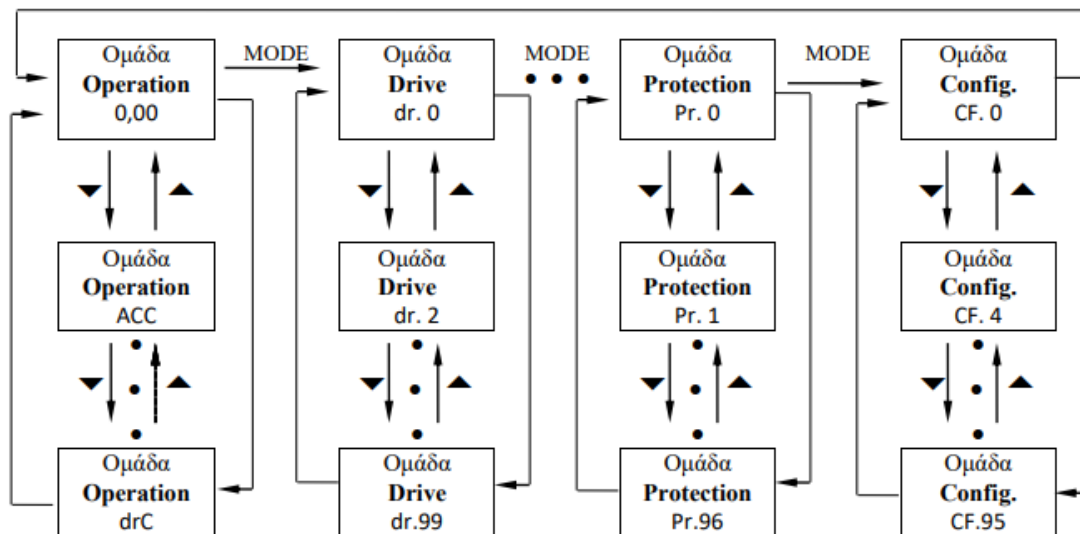 Ομάδα
Operation
0,00
MODE
Ομάδα
Drive
dr. 0
MODE
Ομάδα
Protection
Pr. 0
MODE
Ομάδα
Config.
CF. 0
Ομάδα
Operation
ACC
Ομάδα
Drive
dr. 2
Ομάδα
Protection
Pr. 1
Ομάδα
Config.
CF. 4
Ομάδα
Operation
drC
Ομάδα
Drive
dr.99
Ομάδα
Protection
Pr.96
Ομάδα
Config.
CF.95